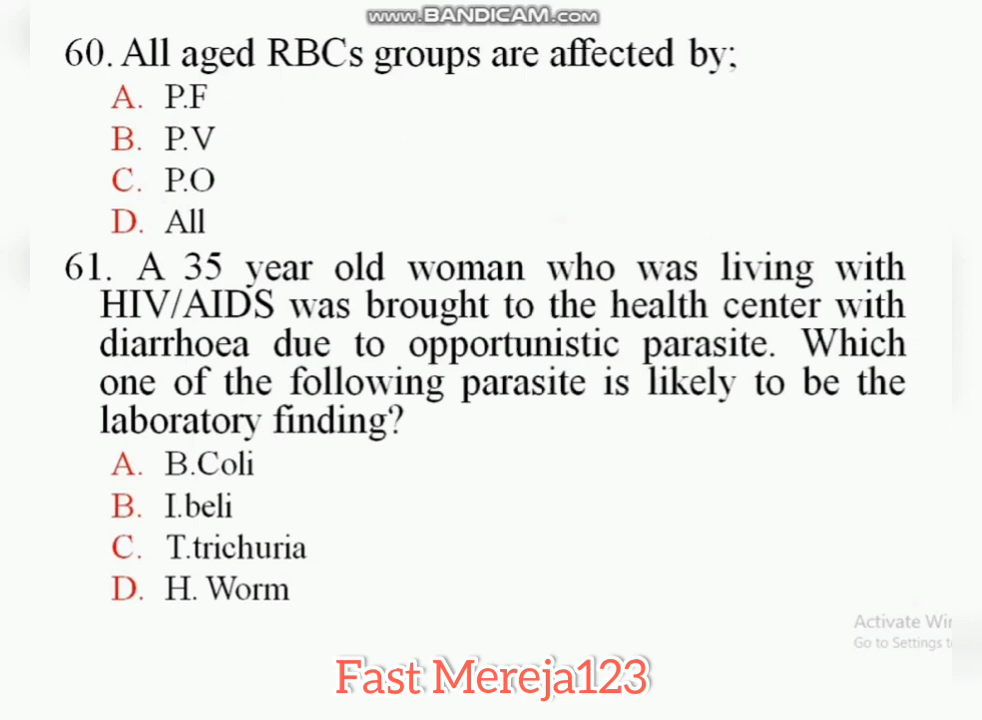 www.BANDICAM.COM
60. All aged RBCs groups are affected by;
A. P.F
B. P.V
C. P.O
D. All
61. A 35 year old woman who was living with
HIV/AIDS was brought to the health center with
diarrhoea due to opportunistic parasite. Which
one of the following parasite is likely to be the
laboratory finding?
A. B.Coli
B. I.beli
C. T.trichuria
D. H. Worm
Activate Wi
Go to Settings t
Fast Mereja123